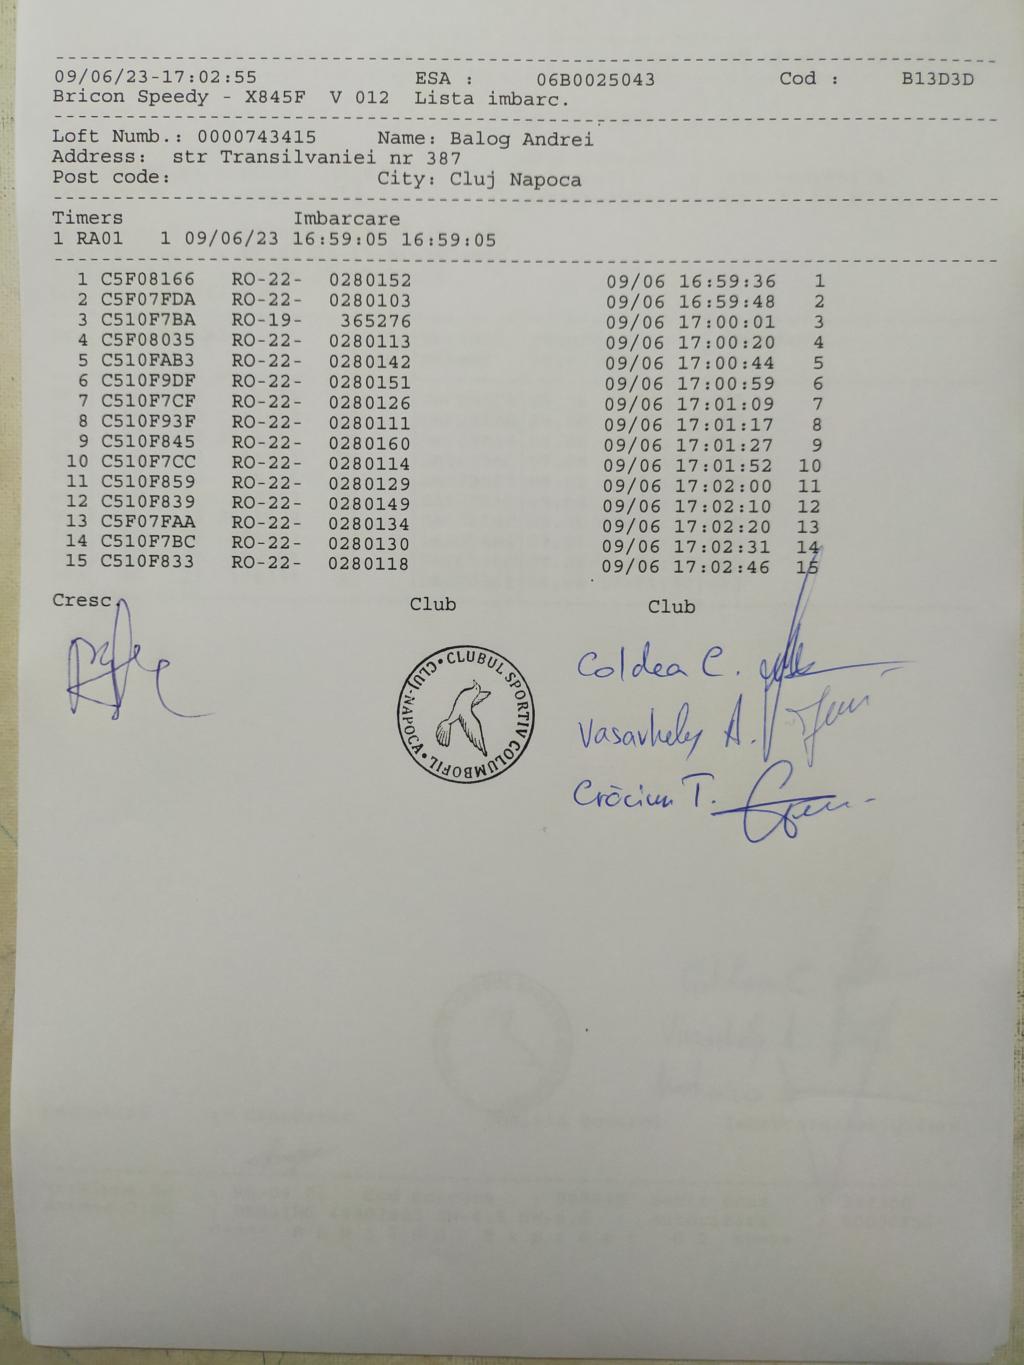 09/06/23-17:02:55 ESA : 06B0025043 Cod : B13D3D
Bricon Speedy - X845F V 012 Lista imbarc.
Loft Numb.: 0000743415 Name: Balog Andrei
Address: str Transilvaniei nr 387
Post code: City: Cluj Napoca
Timers Imbarcare
1 RA01 1 09/06/23 16:59:05 16:59:05
1 C5F08166 RO-22- 0280152 09/06 16:59:36 1
2 C5F07FDA RO-22- 0280103 09/06 16:59:48 2
3 C510F7BA RO-19- 365276 09/06 17:00:01 3
4 C5F08035 RO-22- 0280113 09/06 17:00:20 4
5 C510FAB3 RO-22- 0280142 09/06 17:00:44 5
6 C510F9DF RO-22- 0280151 09/06 17:00:59 6
7 C510F7CF RO-22- 0280126 09/06 17:01:09 7
8 C510F93F RO-22- 0280111 09/06 17:01:17 8
9 C510F845 RO-22- 0280160 09/06 17:01:27 9
10 C510F7CC RO-22- 0280114 09/06 17:01:52 10
11 C510F859 RO-22- 0280129 09/06 17:02:00 11
12 C510F839 RO-22- 0280149 09/06 17:02:10 12
13 C5F07FAA RO-22- 0280134 09/06 17:02:20 13
14 C510F7BC RO-22- 0280130 09/06 17:02:31 14
15 C510F833 RO-22- 0280118 09/06 17:02:46 15
Cresc. Club Club
CLUBUL SPORTIV COLUMBOFIL • CLUJ-NAPOCA •
Coldea C.
Vasarhely A.
Crăciun T.